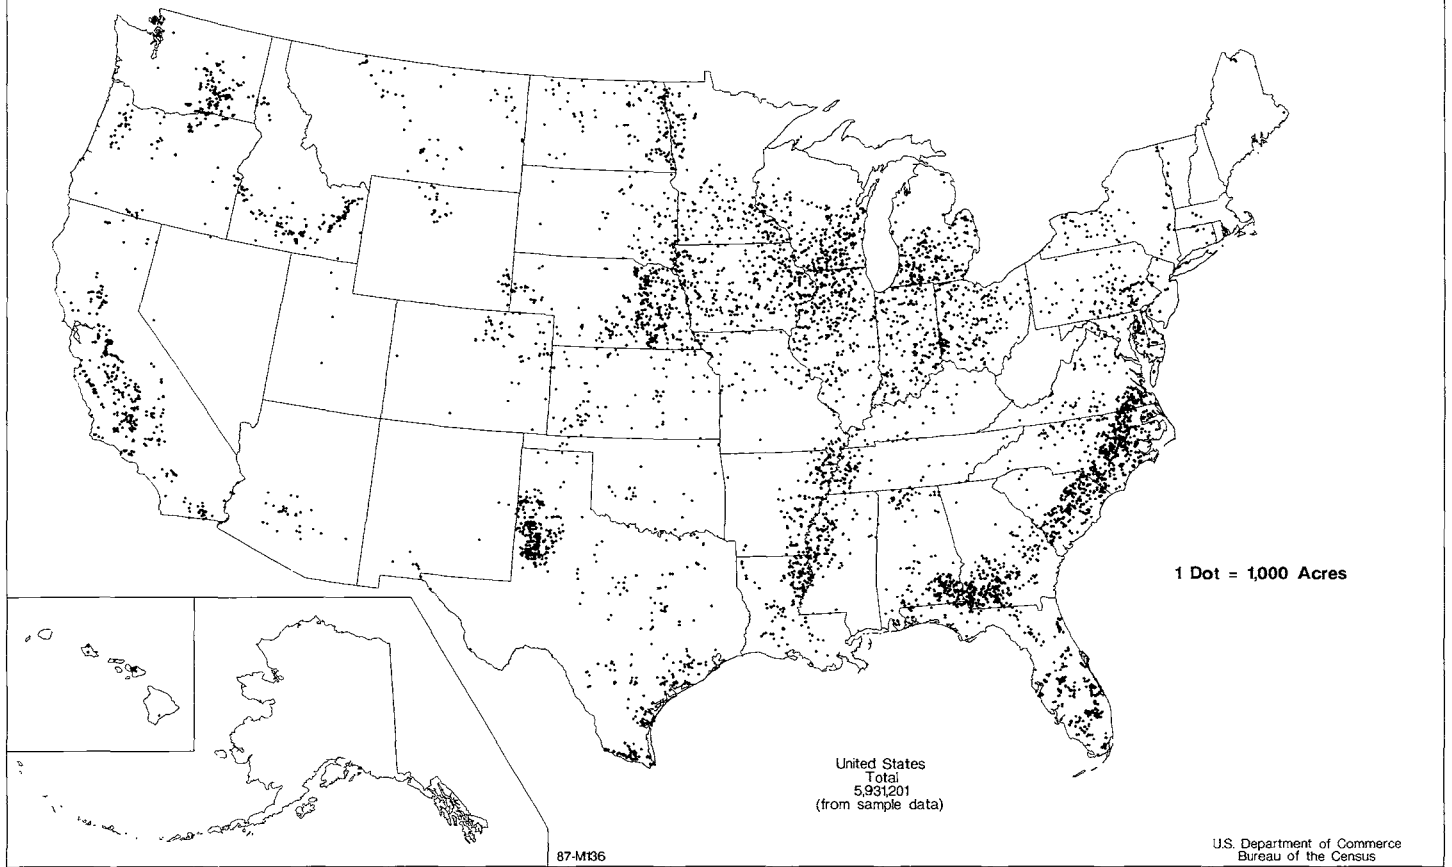 1 Dot = 1,000 Acres
United States
Total
5,931,201
(from sample data)
87-M136
U.S. Department of Commerce
Bureau of the Census